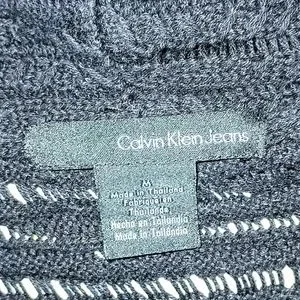 Calvin Klein Jeans
M
Made in Thailand
Fabriqué en
Thaïlande
Hecho en Tailandia
Made in Tailandia